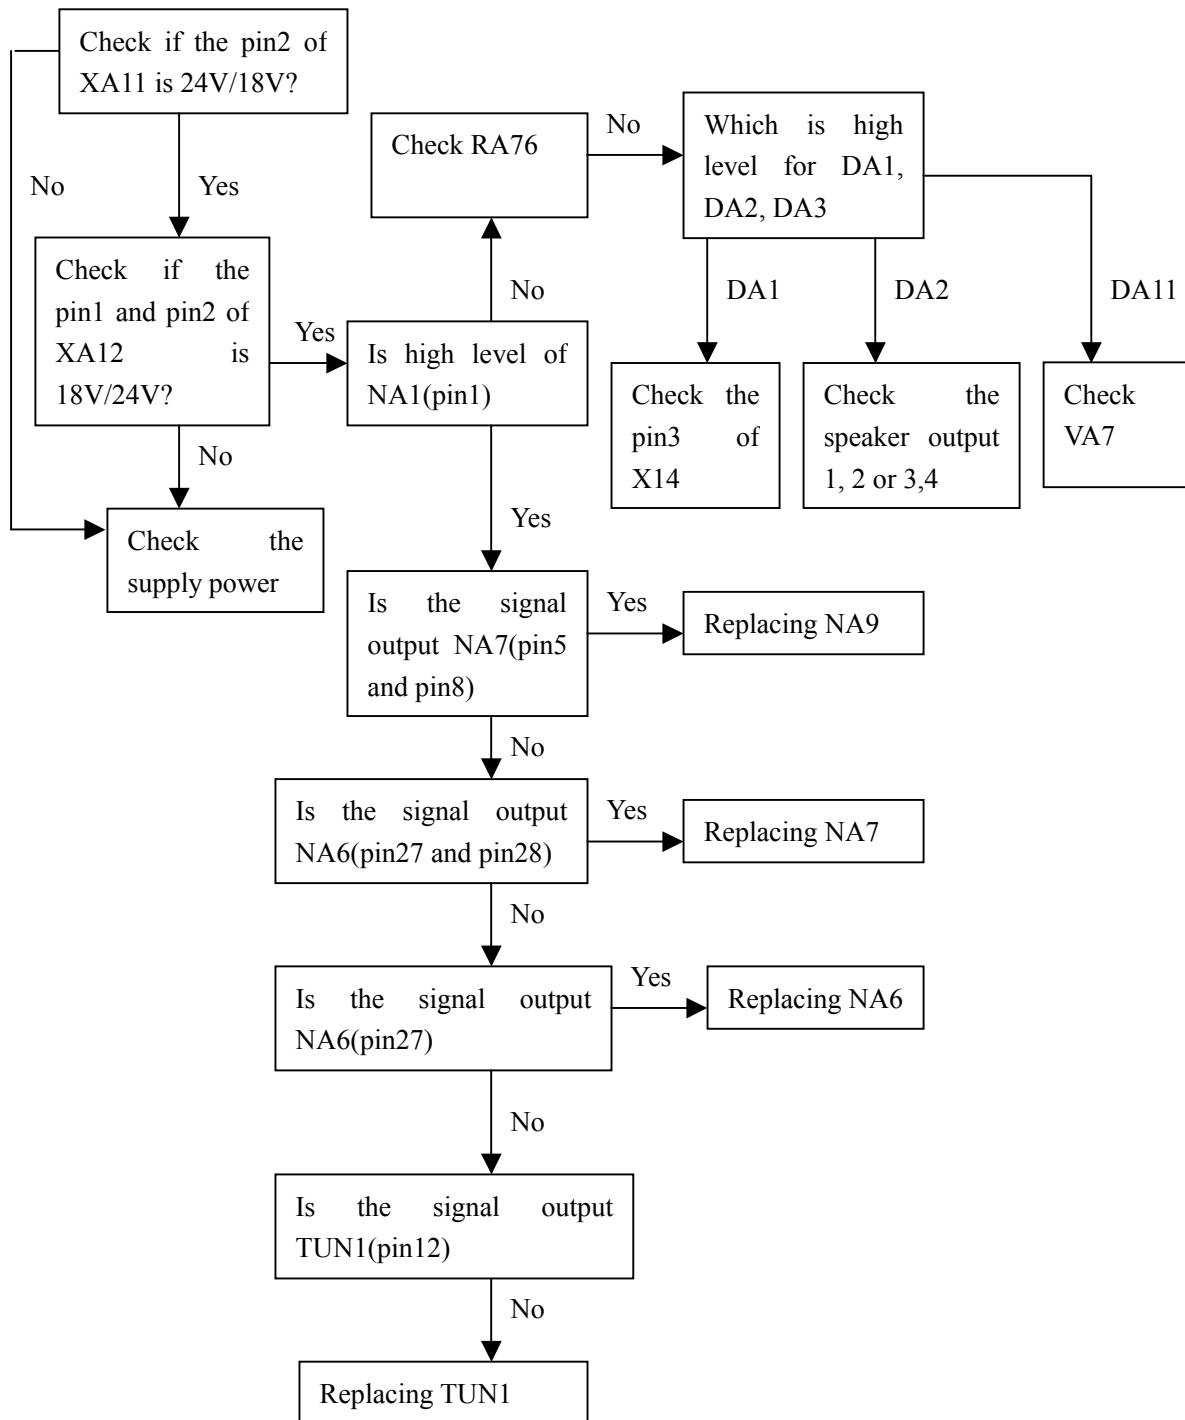 Check if the pin2 of
XA11 is 24V/18V?
No
Yes
Check if the
pin1 and pin2 of
XA12 is
18V/24V?
Yes
No
Check the
supply power
Check RA76
No
Which is high
level for DA1,
DA2, DA3
No
Is high level of
NA1(pin1)
DA1
DA2
DA11
Check the
pin3 of
X14
Check the
speaker output
1, 2 or 3,4
Check
VA7
Yes
Is the signal
output NA7(pin5
and pin8)
Yes
Replacing NA9
No
Is the signal output
NA6(pin27 and pin28)
Yes
Replacing NA7
No
Is the signal output
NA6(pin27)
Yes
Replacing NA6
No
Is the signal output
TUN1(pin12)
No
Replacing TUN1